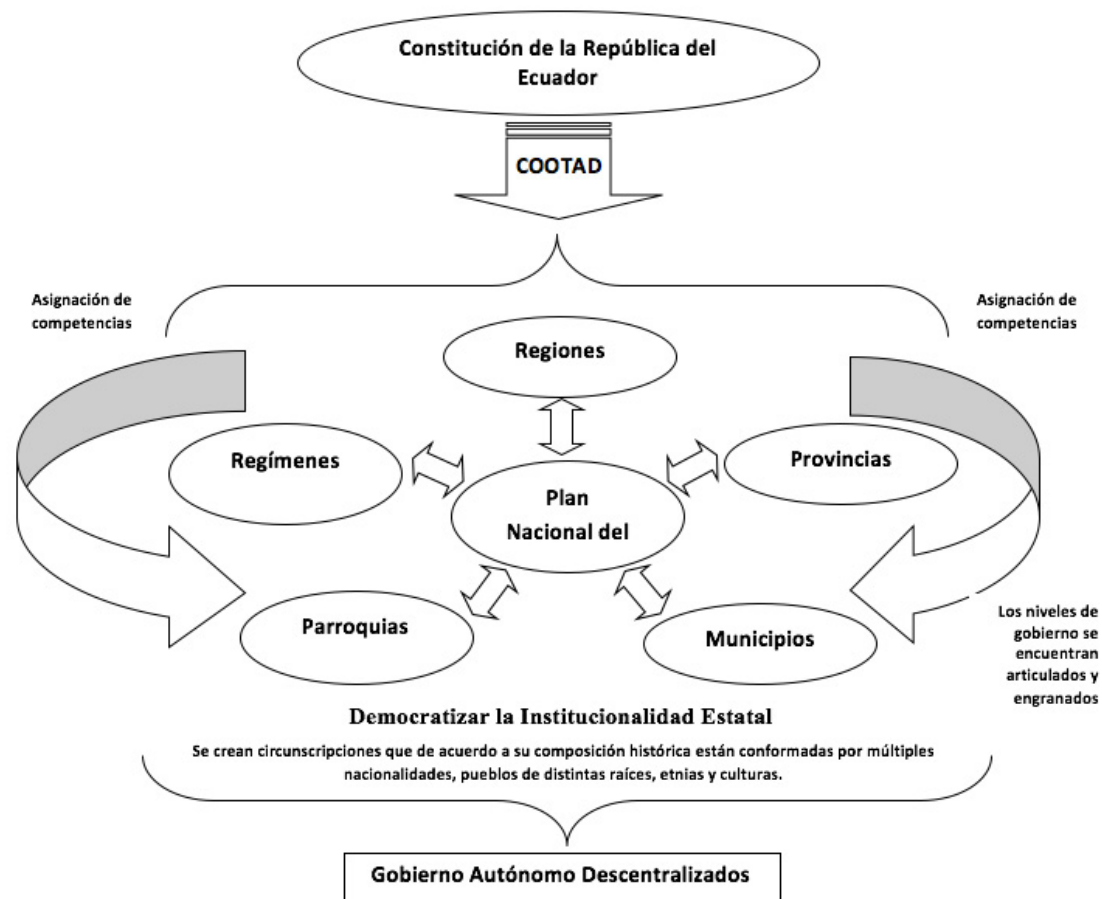 Constitución de la República del
Ecuador
COOTAD
Asignación de
competencias
Asignación de
competencias
Regiones
Regímenes
Provincias
Plan
Nacional del
Parroquias
Municipios
Los niveles de
gobierno se
encuentran
articulados y
engranados
Democratizar la Institucionalidad Estatal
Se crean circunscripciones que de acuerdo a su composición histórica están conformadas por múltiples
nacionalidades, pueblos de distintas raíces, etnias y culturas.
Gobierno Autónomo Descentralizados